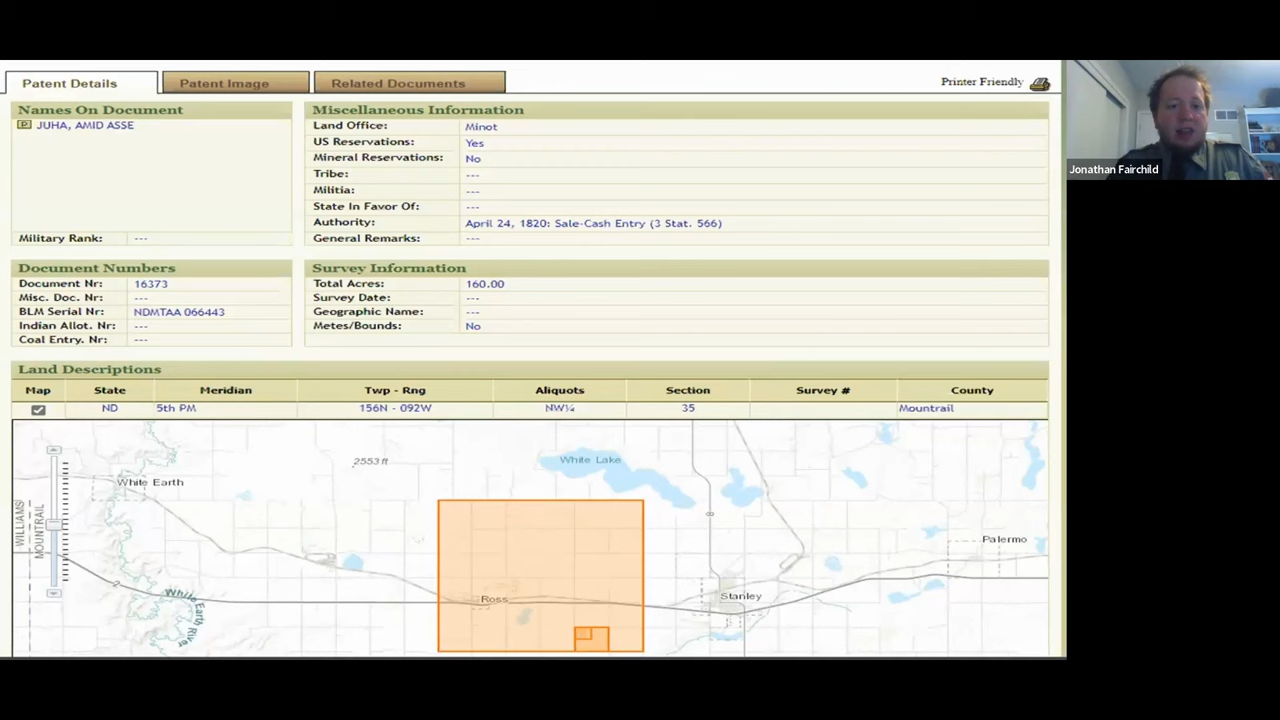 Patent Details Patent Image Related Documents Printer Friendly
Names On Document
P JUHA, AMID ASSE
Military Rank: ---
Miscellaneous Information
Land Office: Minot
US Reservations: Yes
Mineral Reservations: No
Tribe: ---
Militia: ---
State In Favor Of: ---
Authority: April 24, 1820: Sale-Cash Entry (3 Stat. 566)
General Remarks: ---
Document Numbers
Document Nr: 16373
Misc. Doc. Nr: ---
BLM Serial Nr: NDMTAA 066443
Indian Allot. Nr: ---
Coal Entry. Nr: ---
Survey Information
Total Acres: 160.00
Survey Date: ---
Geographic Name: ---
Metes/Bounds: No
Land Descriptions
Map State Meridian Twp - Rng Aliquots Section Survey # County
ND 5th PM 156N - 092W NW¼ 35 Mountrail
2553 ft
White Lake
White Earth
WILLIAMS
MOUNTRAIL
8
Palermo
2
White Earth River
Ross
Stanley
Jonathan Fairchild